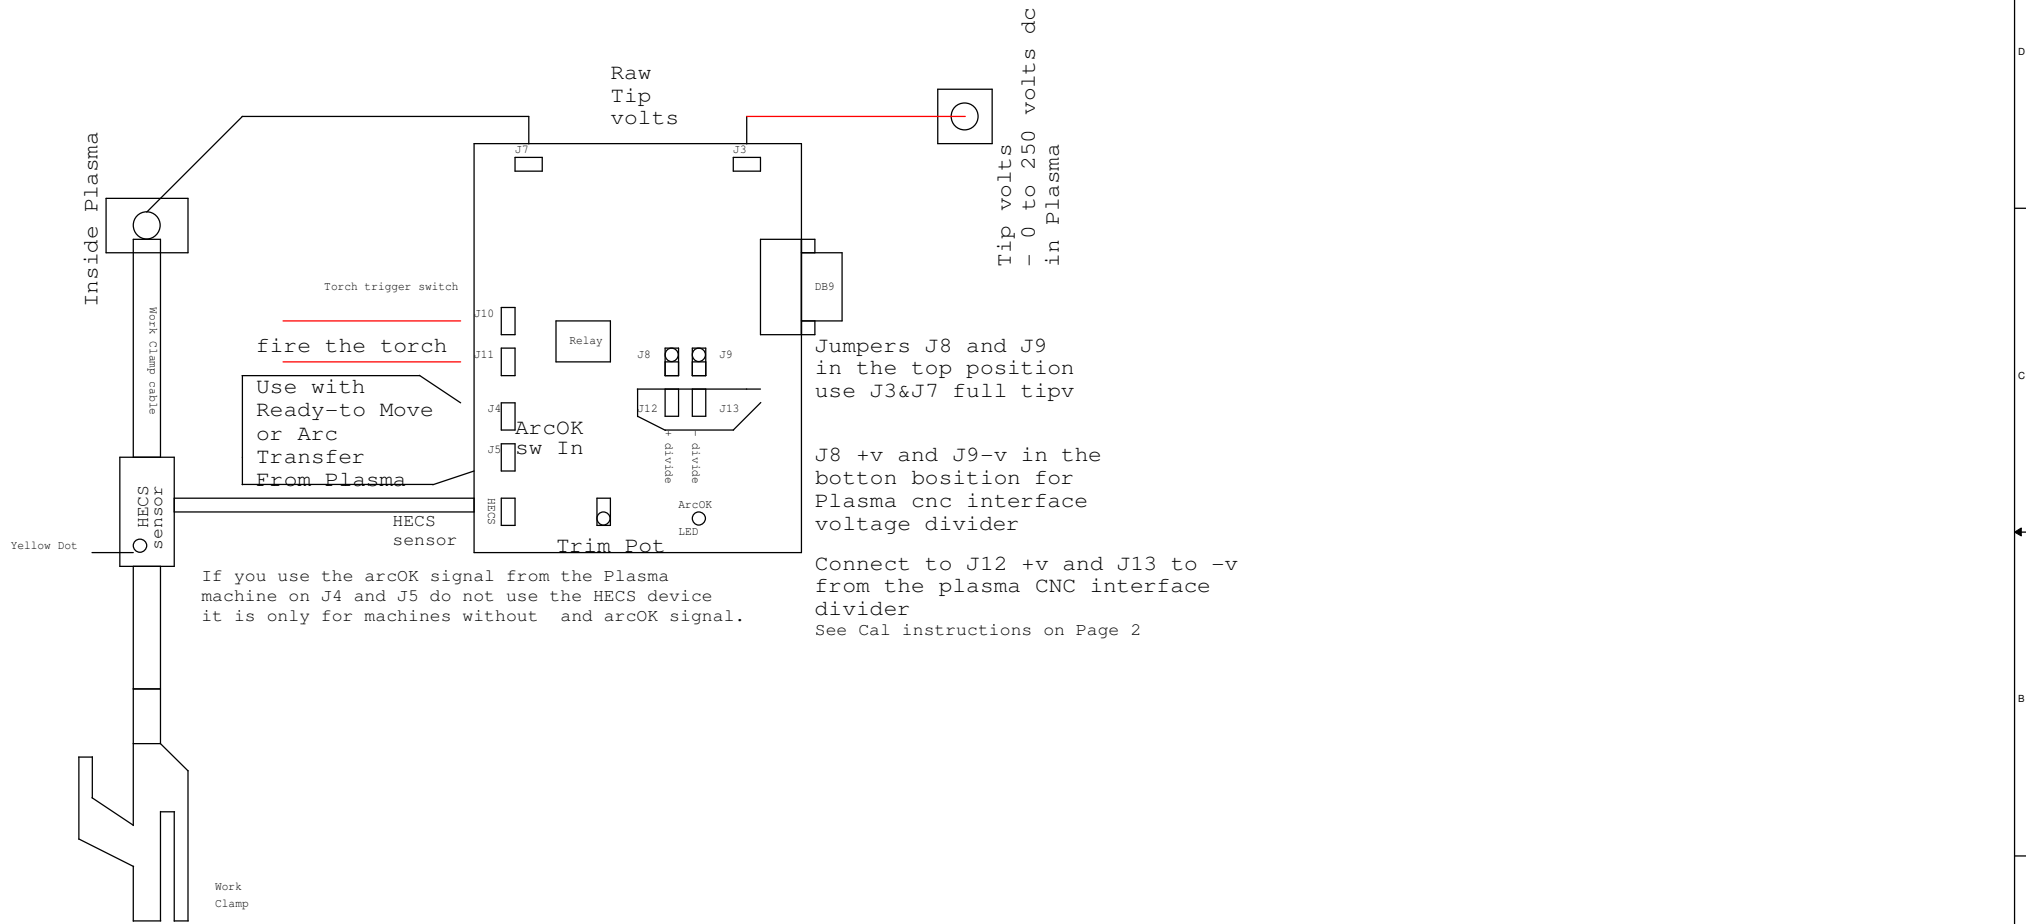 Raw
Tip
volts
Tip volts
- 0 to 250 volts dc
in Plasma
D
Inside Plasma
J7
J3
Work Clamp cable
Torch trigger switch
J10
fire the torch
J11
Relay
J8
J9
DB9
Jumpers J8 and J9
in the top position
use J3&J7 full tipv
C
Use with
Ready-to Move
or Arc
Transfer
From Plasma
J4
ArcOK
sw In
J5
J12
J13
+ divide
- divide
J8 +v and J9-v in the
botton bosition for
Plasma cnc interface
voltage divider
HECS
sensor
HECS
HECS
sensor
Yellow Dot
ArcOK
LED
Trim Pot
Connect to J12 +v and J13 to -v
from the plasma CNC interface
divider
See Cal instructions on Page 2
If you use the arcOK signal from the Plasma
machine on J4 and J5 do not use the HECS device
it is only for machines without  and arcOK signal.
B
Work
Clamp